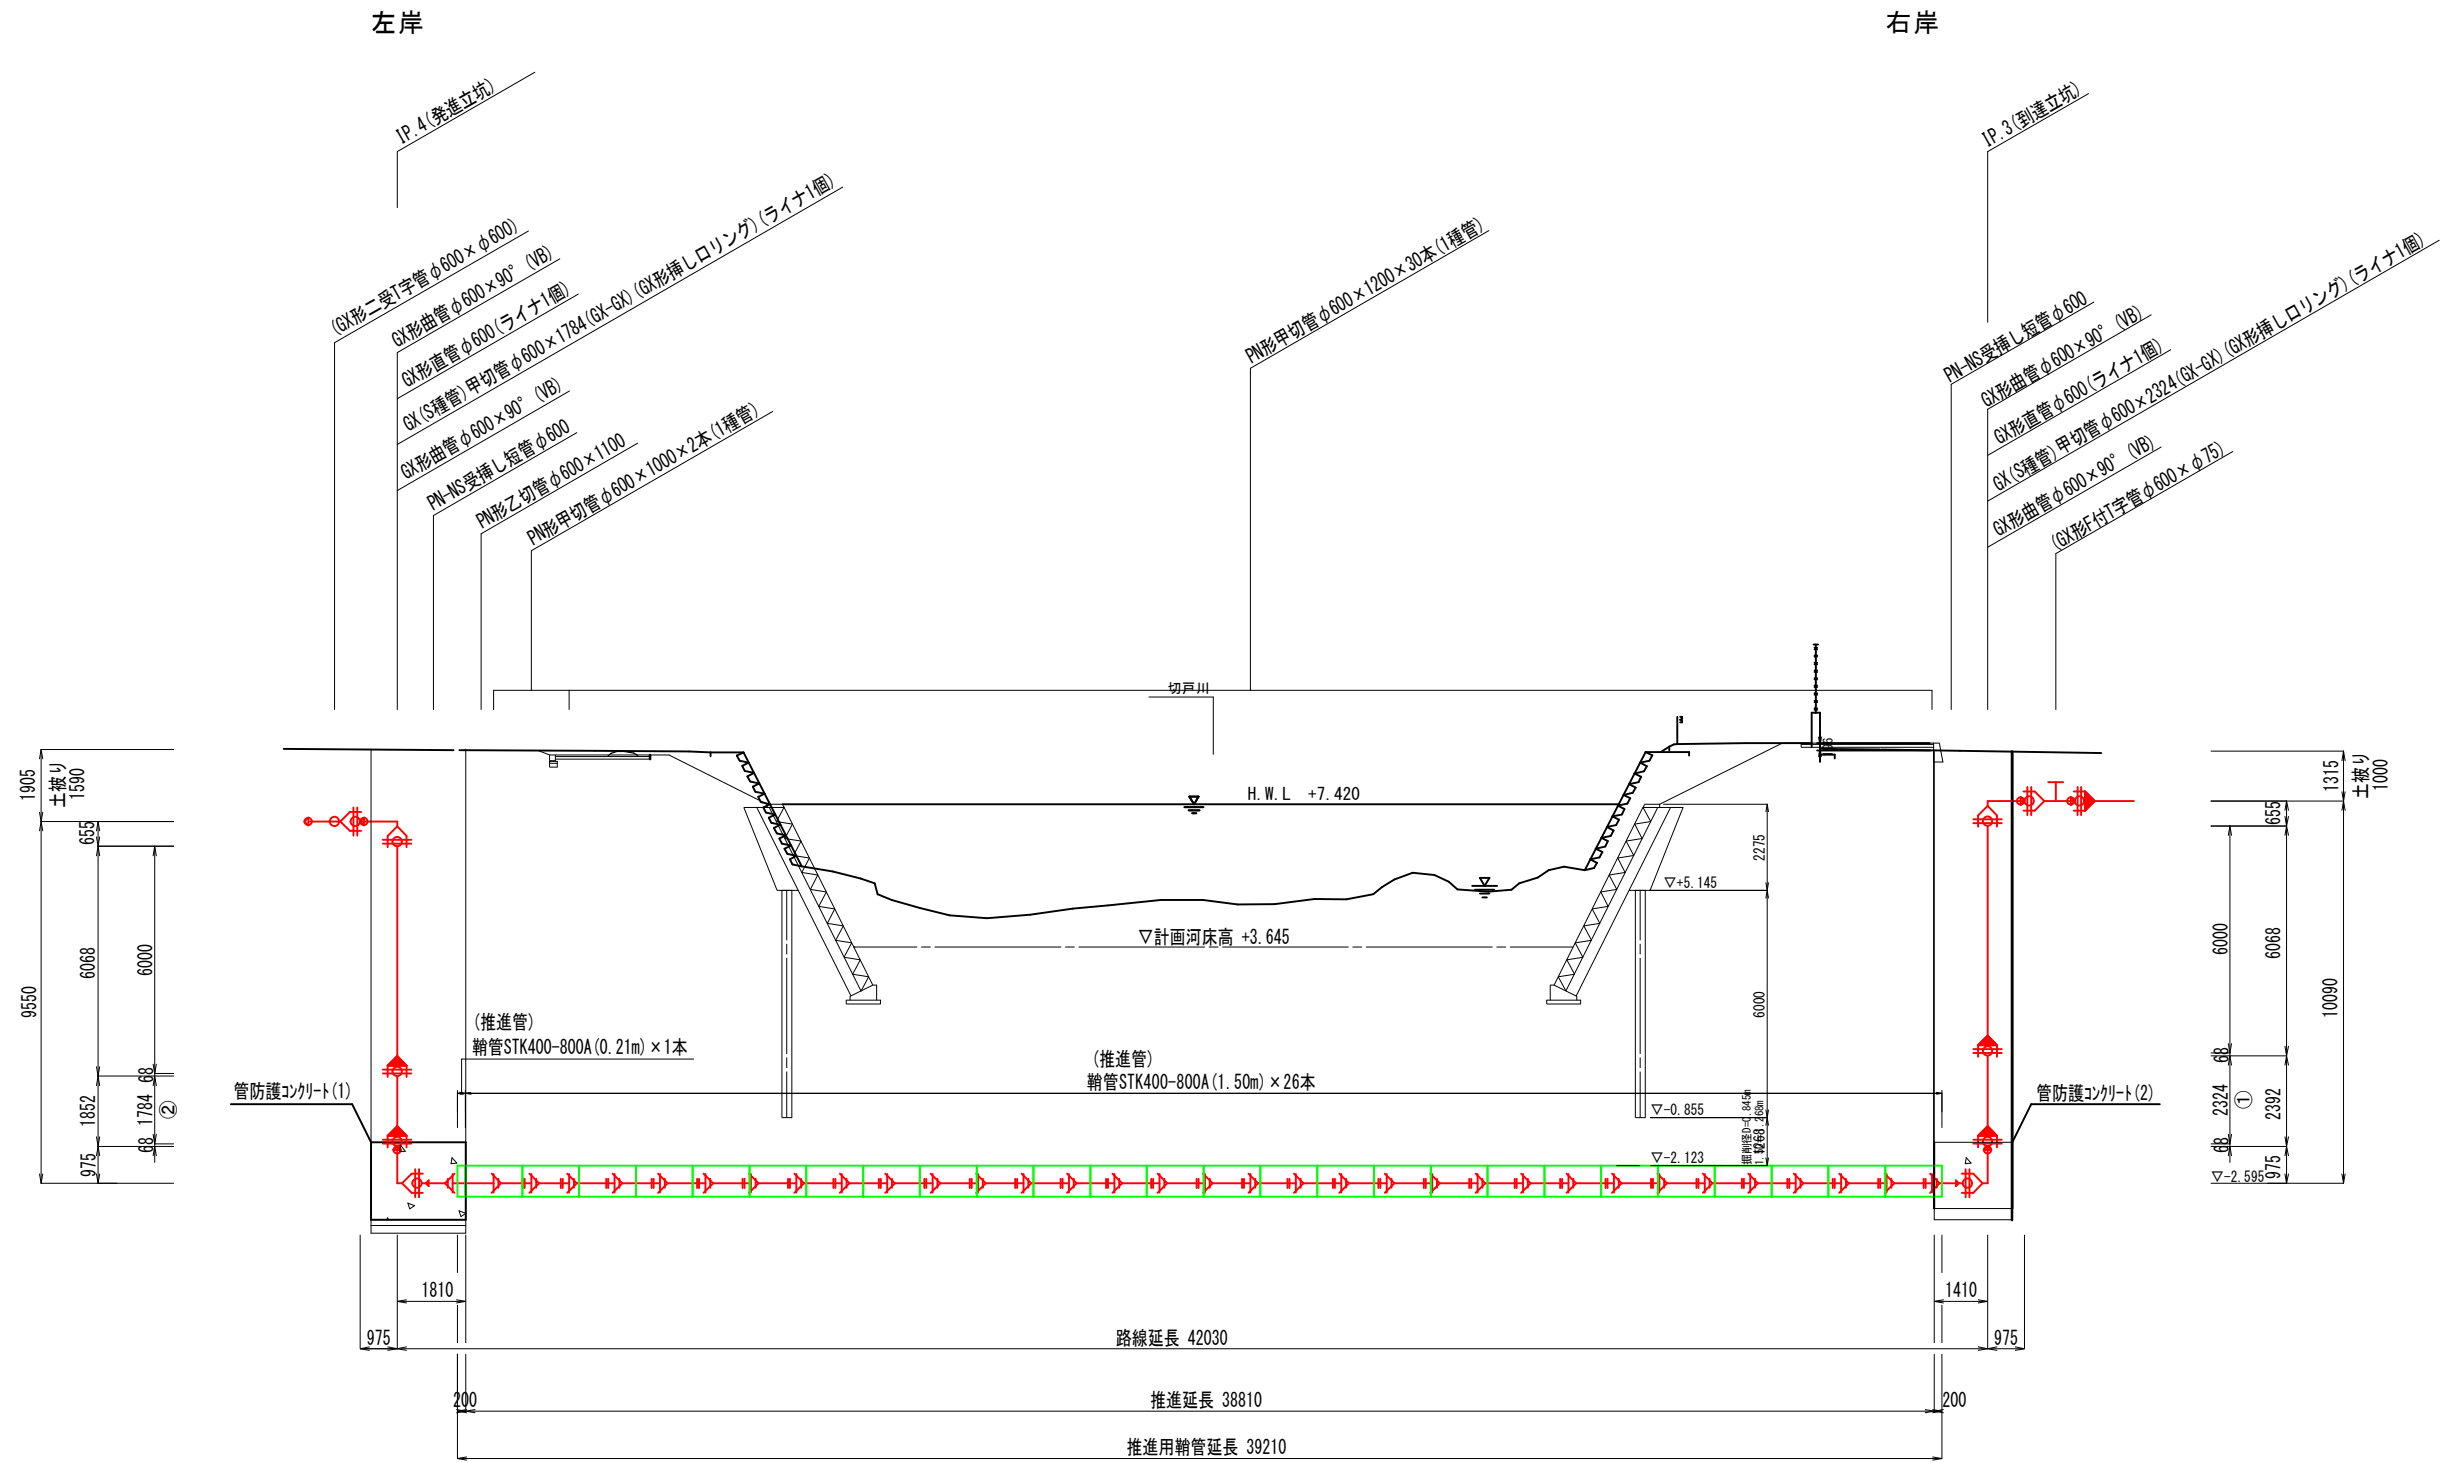 左岸
右岸
IP.4(発進立坑)
IP.3(到達立坑)
(GX形二受T字管φ600×φ600)
GX形曲管φ600×90° (VB)
GX形直管φ600(ライナ1個)
GX(S種管)甲切管φ600×1784(GX-GX)(GX形挿し口リング)(ライナ1個)
GX形曲管φ600×90° (VB)
PN-NS受挿し短管φ600
PN形乙切管φ600×1100
PN形甲切管φ600×1000×2本(1種管)
PN形甲切管φ600×1200×30本(1種管)
PN-NS受挿し短管φ600
GX形曲管φ600×90° (VB)
GX形直管φ600(ライナ1個)
GX(S種管)甲切管φ600×2324(GX-GX)(GX形挿し口リング)(ライナ1個)
GX形曲管φ600×90° (VB)
(GX形F付T字管φ600×φ75)
切戸川
1905
土被り
1590
655
6068
6000
9550
68
1852
1784
②
68
975
H.W.L +7.420
2275
▽+5.145
▽計画河床高 +3.645
6000
(推進管)
鞘管STK400-800A(0.21m)×1本
(推進管)
鞘管STK400-800A(1.50m)×26本
▽-0.855
掘削径D=0.845m
▽-2.123
管防護コンクリート(1)
管防護コンクリート(2)
1315
土被り
1000
655
6000
6068
10090
68
2324
①
2392
68
975
▽-2.595
1810
1410
975
路線延長 42030
975
200
推進延長 38810
200
推進用鞘管延長 39210